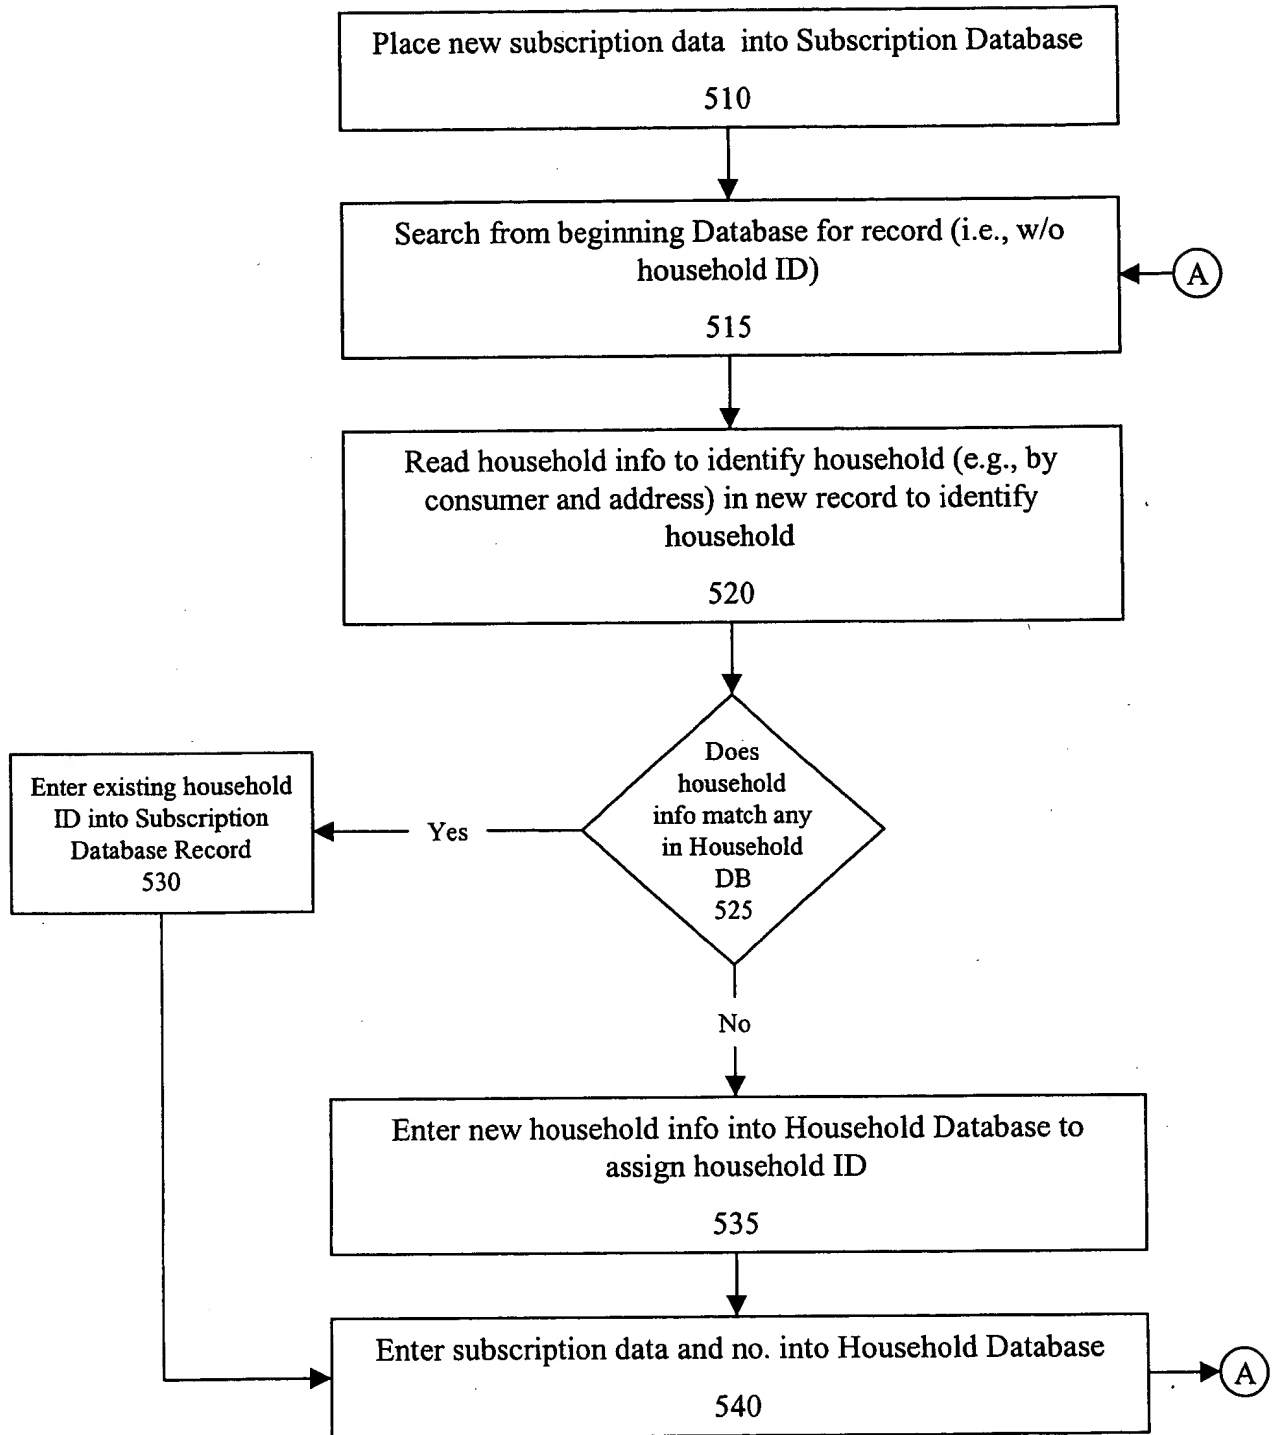 Place new subscription data into Subscription Database
510
Search from beginning Database for record (i.e., w/o
household ID)
515
A
Read household info to identify household (e.g., by
consumer and address) in new record to identify
household
520
Does
household
info match any
in Household
DB
525
Yes
Enter existing household
ID into Subscription
Database Record
530
No
Enter new household info into Household Database to
assign household ID
535
Enter subscription data and no. into Household Database
540
A